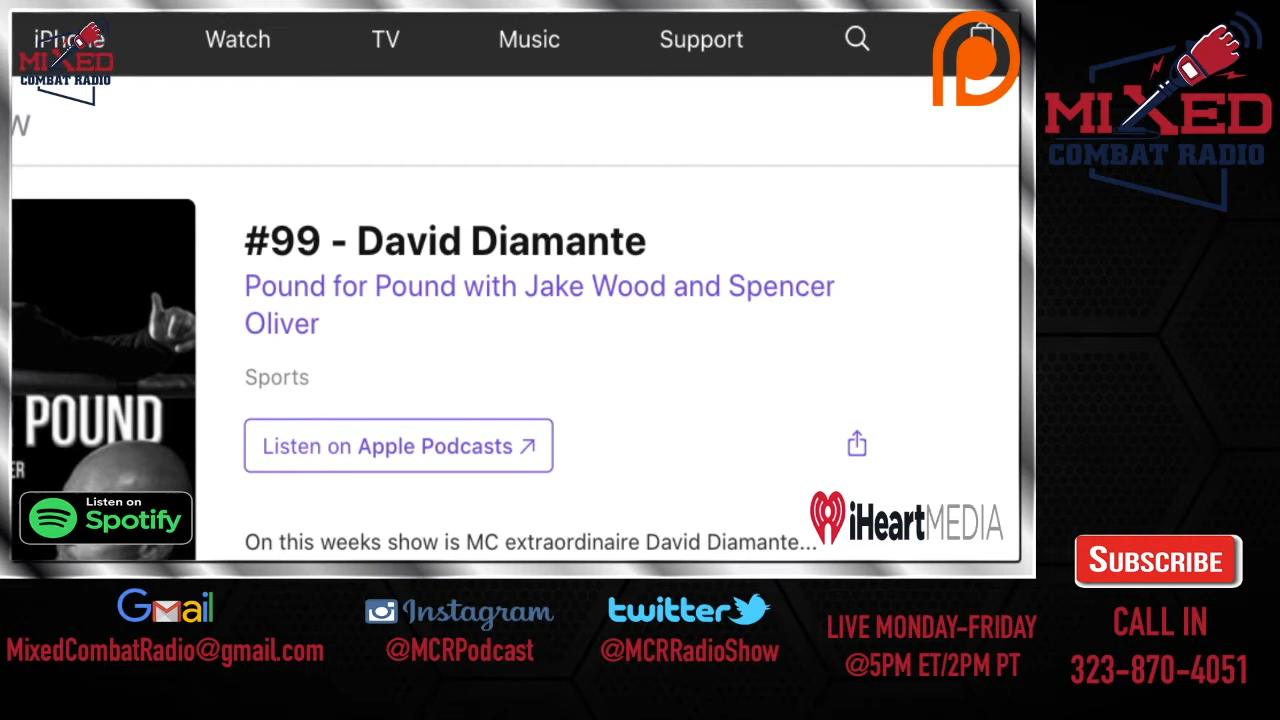 iPhone
Watch
TV
Music
Support
MIXED
COMBAT RADIO
MIXED
COMBAT RADIO
W
#99 - David Diamante
Pound for Pound with Jake Wood and Spencer
Oliver
Sports
Listen on Apple Podcasts ↗
POUND
ER
Listen on
Spotify
iHeartMEDIA
On this weeks show is MC extraordinaire David Diamante...
SUBSCRIBE
Gmail
MixedCombatRadio@gmail.com
Instagram
@MCRPodcast
twitter
@MCRRadioShow
LIVE MONDAY-FRIDAY
@5PM ET/2PM PT
CALL IN
323-870-4051